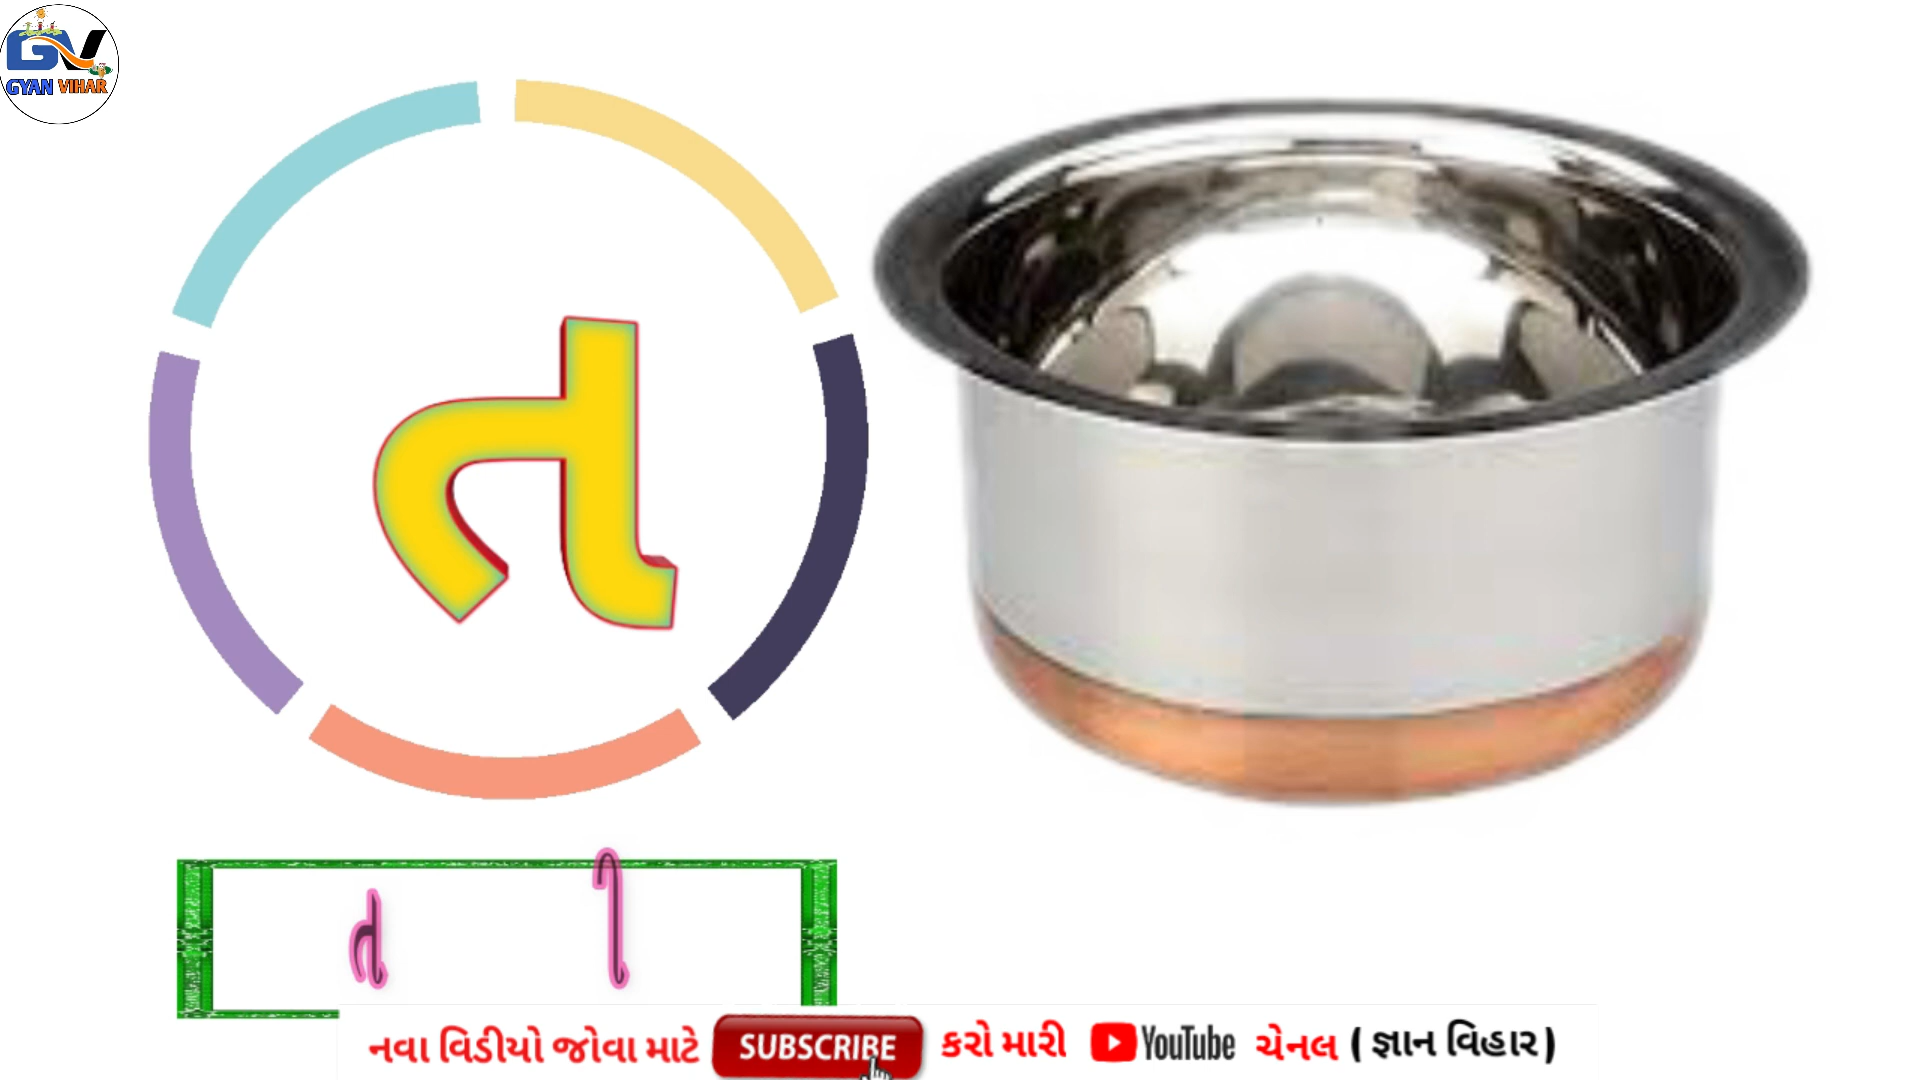 GYAN VIHAR
ત
ત ી
નવા વિડીયો જોવા માટે SUBSCRIBE કરો મારી YouTube ચેનલ ( જ્ઞાન વિહાર )